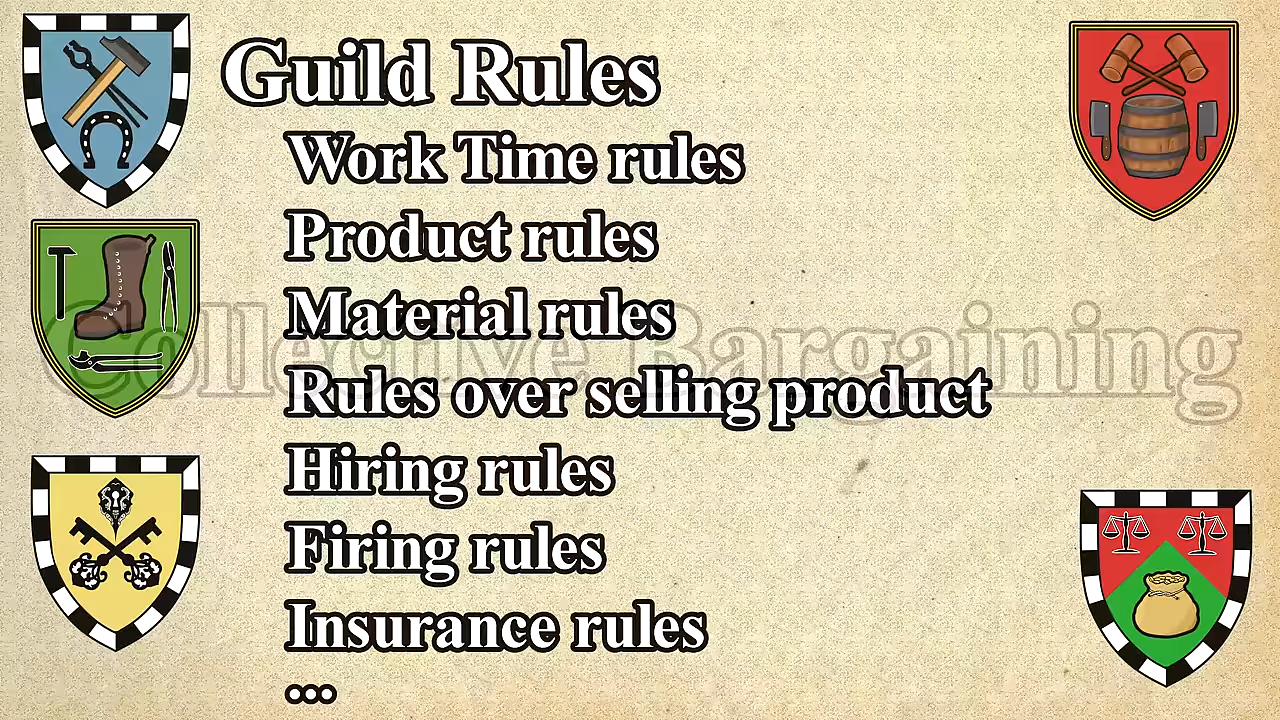 Guild Rules
Work Time rules
Product rules
Material rules
Collective Bargaining
Rules over selling product
Hiring rules
Firing rules
Insurance rules
...